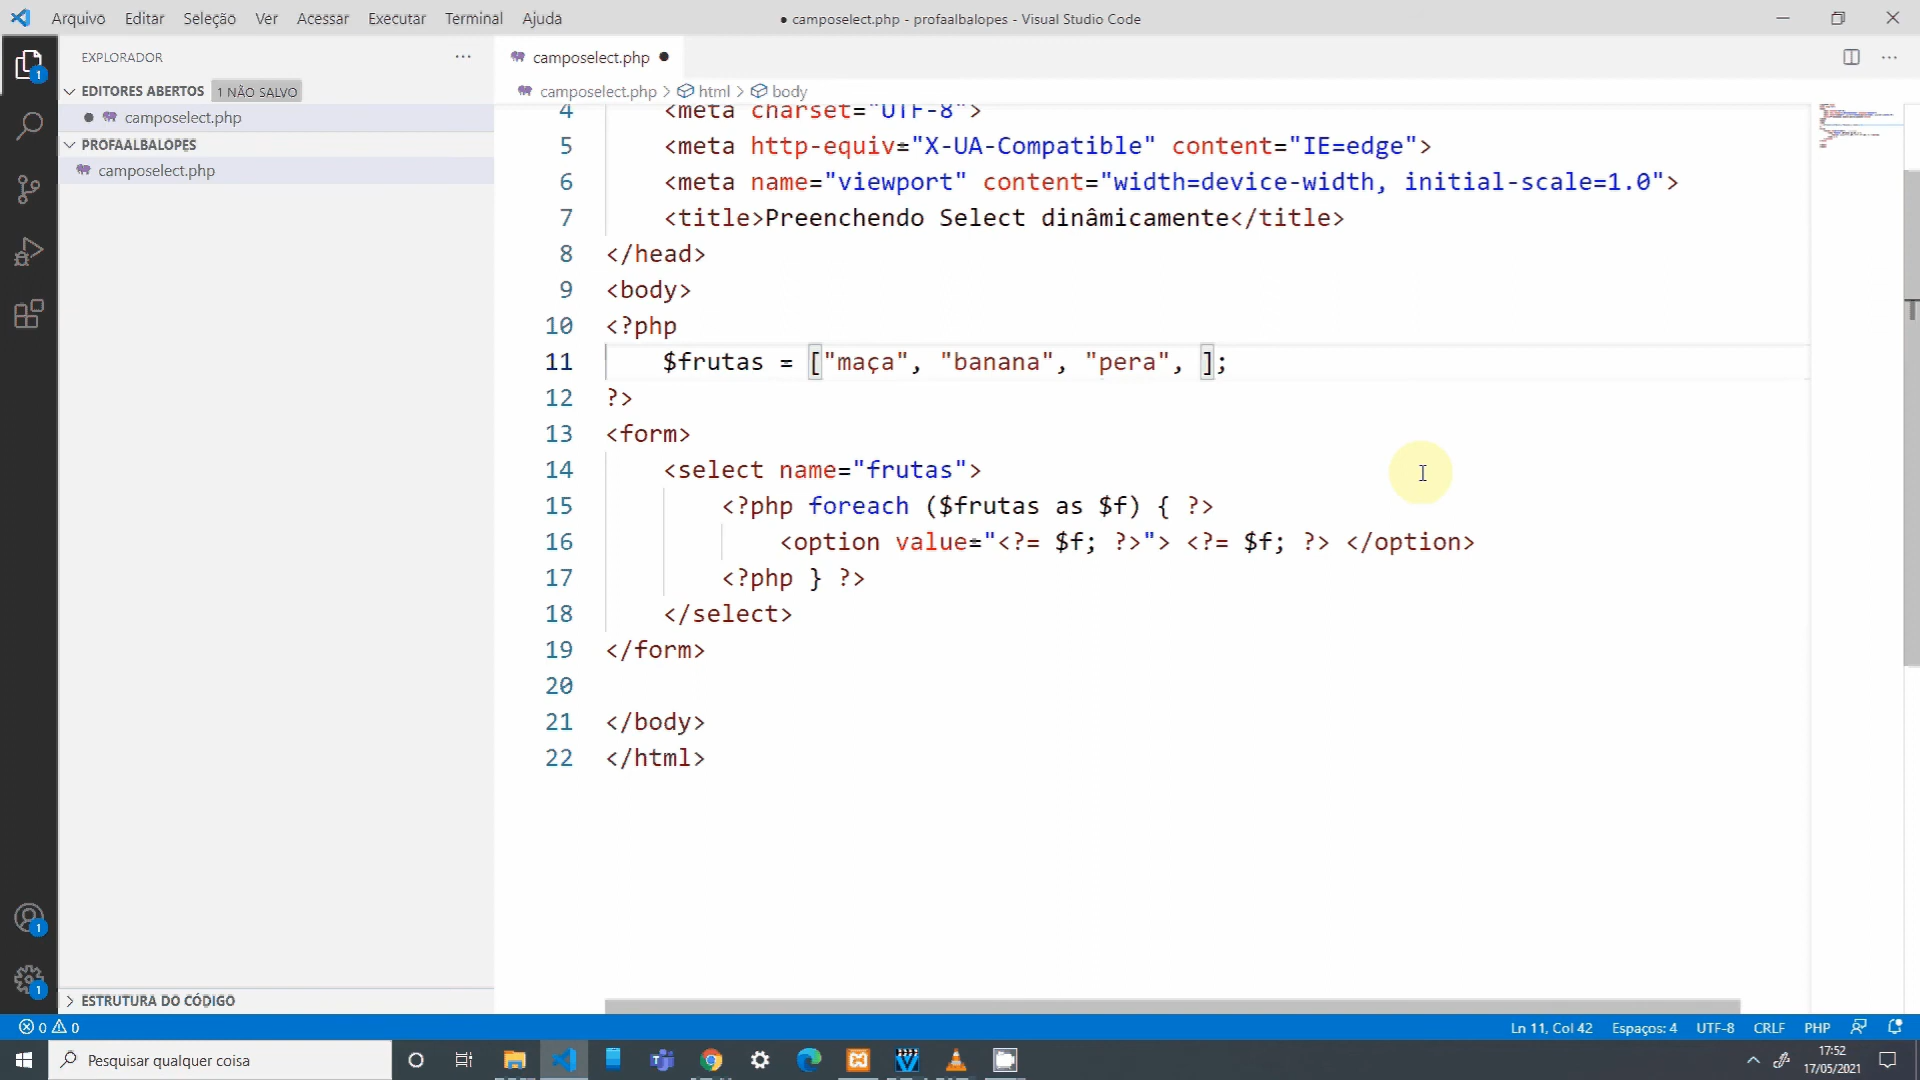 Arquivo Editar Seleção Ver Acessar Executar Terminal Ajuda
● camposelect.php - profaalbalopes - Visual Studio Code
EXPLORADOR
EDITORES ABERTOS 1 NÃO SALVO
camposelect.php
PROFAALBALOPES
camposelect.php
ESTRUTURA DO CÓDIGO
camposelect.php
camposelect.php > html > body
4 <meta charset="UTF-8">
5 <meta http-equiv="X-UA-Compatible" content="IE=edge">
6 <meta name="viewport" content="width=device-width, initial-scale=1.0">
7 <title>Preenchendo Select dinâmicamente</title>
8 </head>
9 <body>
10 <?php
11 $frutas = ["maça", "banana", "pera", ];
12 ?>
13 <form>
14 <select name="frutas">
15 <?php foreach ($frutas as $f) { ?>
16 <option value="<?= $f; ?>"> <?= $f; ?> </option>
17 <?php } ?>
18 </select>
19 </form>
20
21 </body>
22 </html>
1
1
1
0 0
Ln 11, Col 42 Espaços: 4 UTF-8 CRLF PHP
Pesquisar qualquer coisa
17:52
17/05/2021